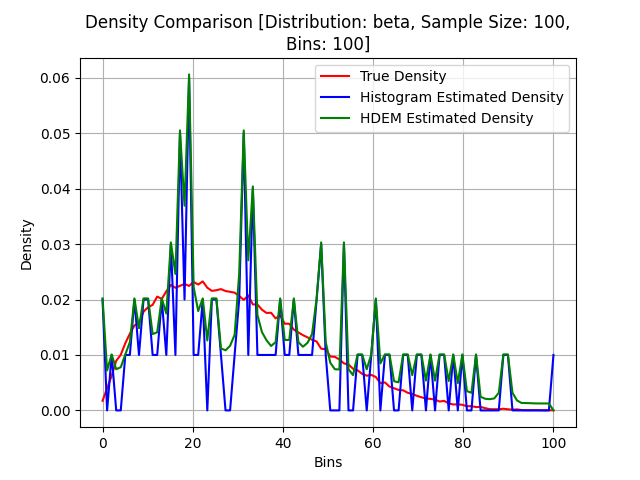 Density Comparison [Distribution: beta, Sample Size: 100,
Bins: 100]
True Density
Histogram Estimated Density
HDEM Estimated Density
Density
0.06
0.05
0.04
0.03
0.02
0.01
0.00
0 20 40 60 80 100
Bins